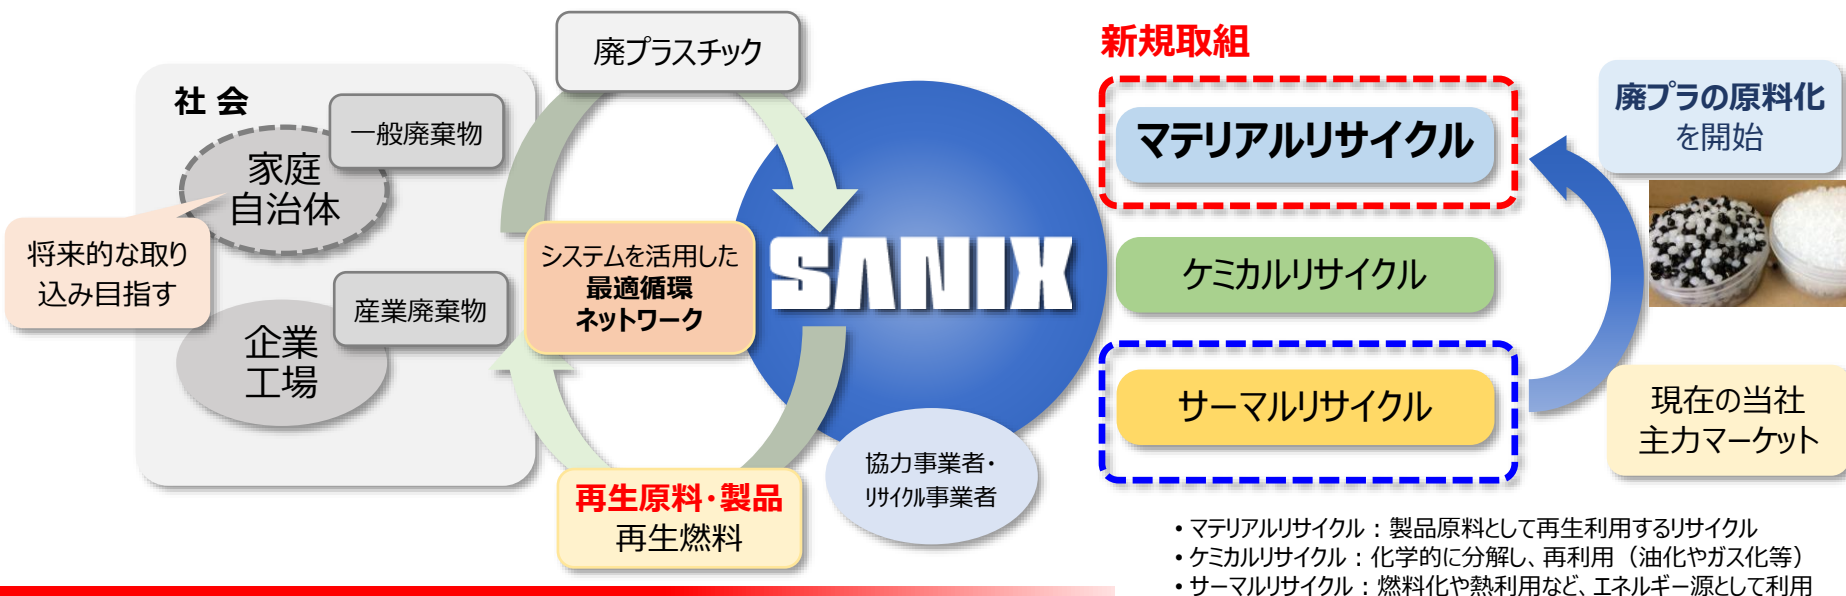 社 会
家庭
自治体
一般廃棄物
将来的な取り
込み目指す
企業
工場
産業廃棄物
廃プラスチック
システムを活用した
最適循環
ネットワーク
SANIX
再生原料・製品
再生燃料
協力事業者・
リサイクル事業者
新規取組
マテリアルリサイクル
ケミカルリサイクル
サーマルリサイクル
廃プラの原料化
を開始
現在の当社
主力マーケット
• マテリアルリサイクル：製品原料として再生利用するリサイクル
• ケミカルリサイクル：化学的に分解し、再利用（油化やガス化等）
• サーマルリサイクル：燃料化や熱利用など、エネルギー源として利用